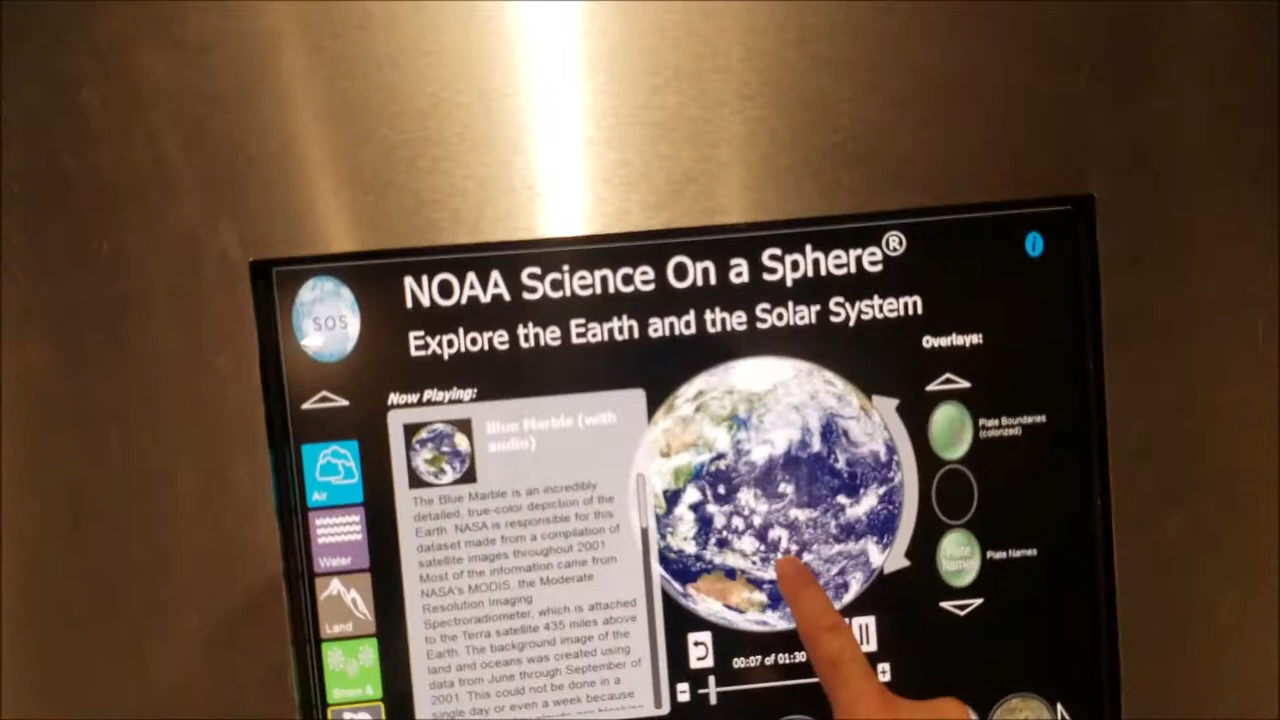 NOAA Science On a Sphere®
i
SOS
Explore the Earth and the Solar System
Overlays:
Now Playing:
Blue Marble (with
audio)
Plate Boundaries
(colorized)
Air
The Blue Marble is an incredibly
detailed, true-color depiction of the
Earth. NASA is responsible for this
dataset made from a compilation of
satellite images throughout 2001.
Most of the information came from
NASA's MODIS, the Moderate
Resolution Imaging
Spectroradiometer, which is attached
to the Terra satellite 435 miles above
Earth. The background image of the
land and oceans was created using
data from June through September of
2001. This could not be done in a
single day or even a week because
clouds are blocking
Water
Plate
Names
Plate Names
Land
Snow &
00:07 of 01:30